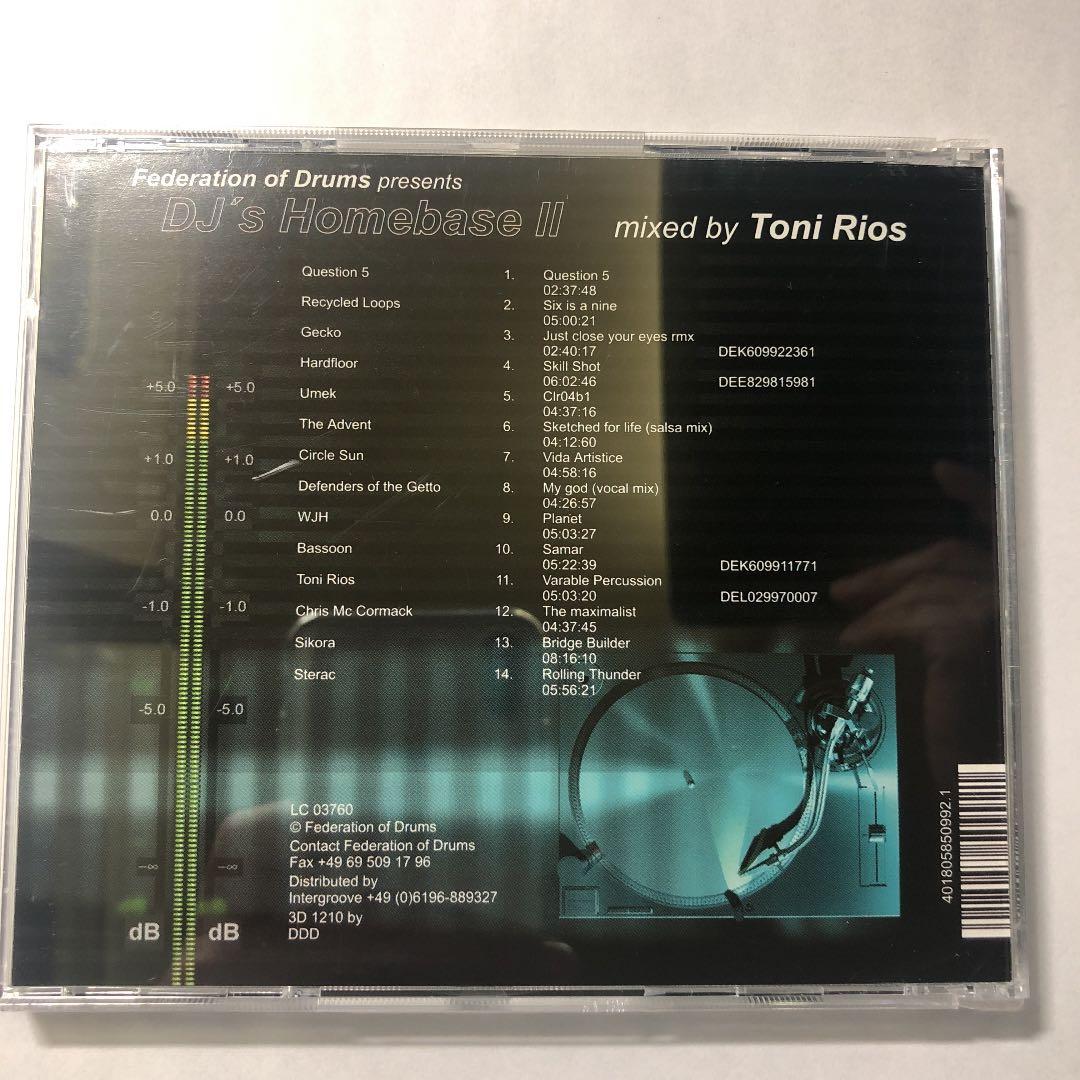 Federation of Drums presents
DJ´s Homebase II
mixed by Toni Rios
Question 5 1. Question 5
02:37:48
Recycled Loops 2. Six is a nine
05:00:21
Gecko 3. Just close your eyes rmx
02:40:17 DEK609922361
Hardfloor 4. Skill Shot
06:02:46 DEE829815981
Umek 5. Clr04b1
04:37:16
The Advent 6. Sketched for life (salsa mix)
04:12:60
Circle Sun 7. Vida Artistice
04:58:16
Defenders of the Getto 8. My god (vocal mix)
04:26:57
WJH 9. Planet
05:03:27
Bassoon 10. Samar
05:22:39 DEK609911771
Toni Rios 11. Varable Percussion
05:03:20 DEL029970007
Chris Mc Cormack 12. The maximalist
04:37:45
Sikora 13. Bridge Builder
08:16:10
Sterac 14. Rolling Thunder
05:56:21
+5.0 +5.0
+1.0 +1.0
0.0 0.0
-1.0 -1.0
-5.0 -5.0
-∞ -∞
dB dB
LC 03760
© Federation of Drums
Contact Federation of Drums
Fax +49 69 509 17 96
Distributed by
Intergroove +49 (0)6196-889327
3D 1210 by
DDD
401805850992.1